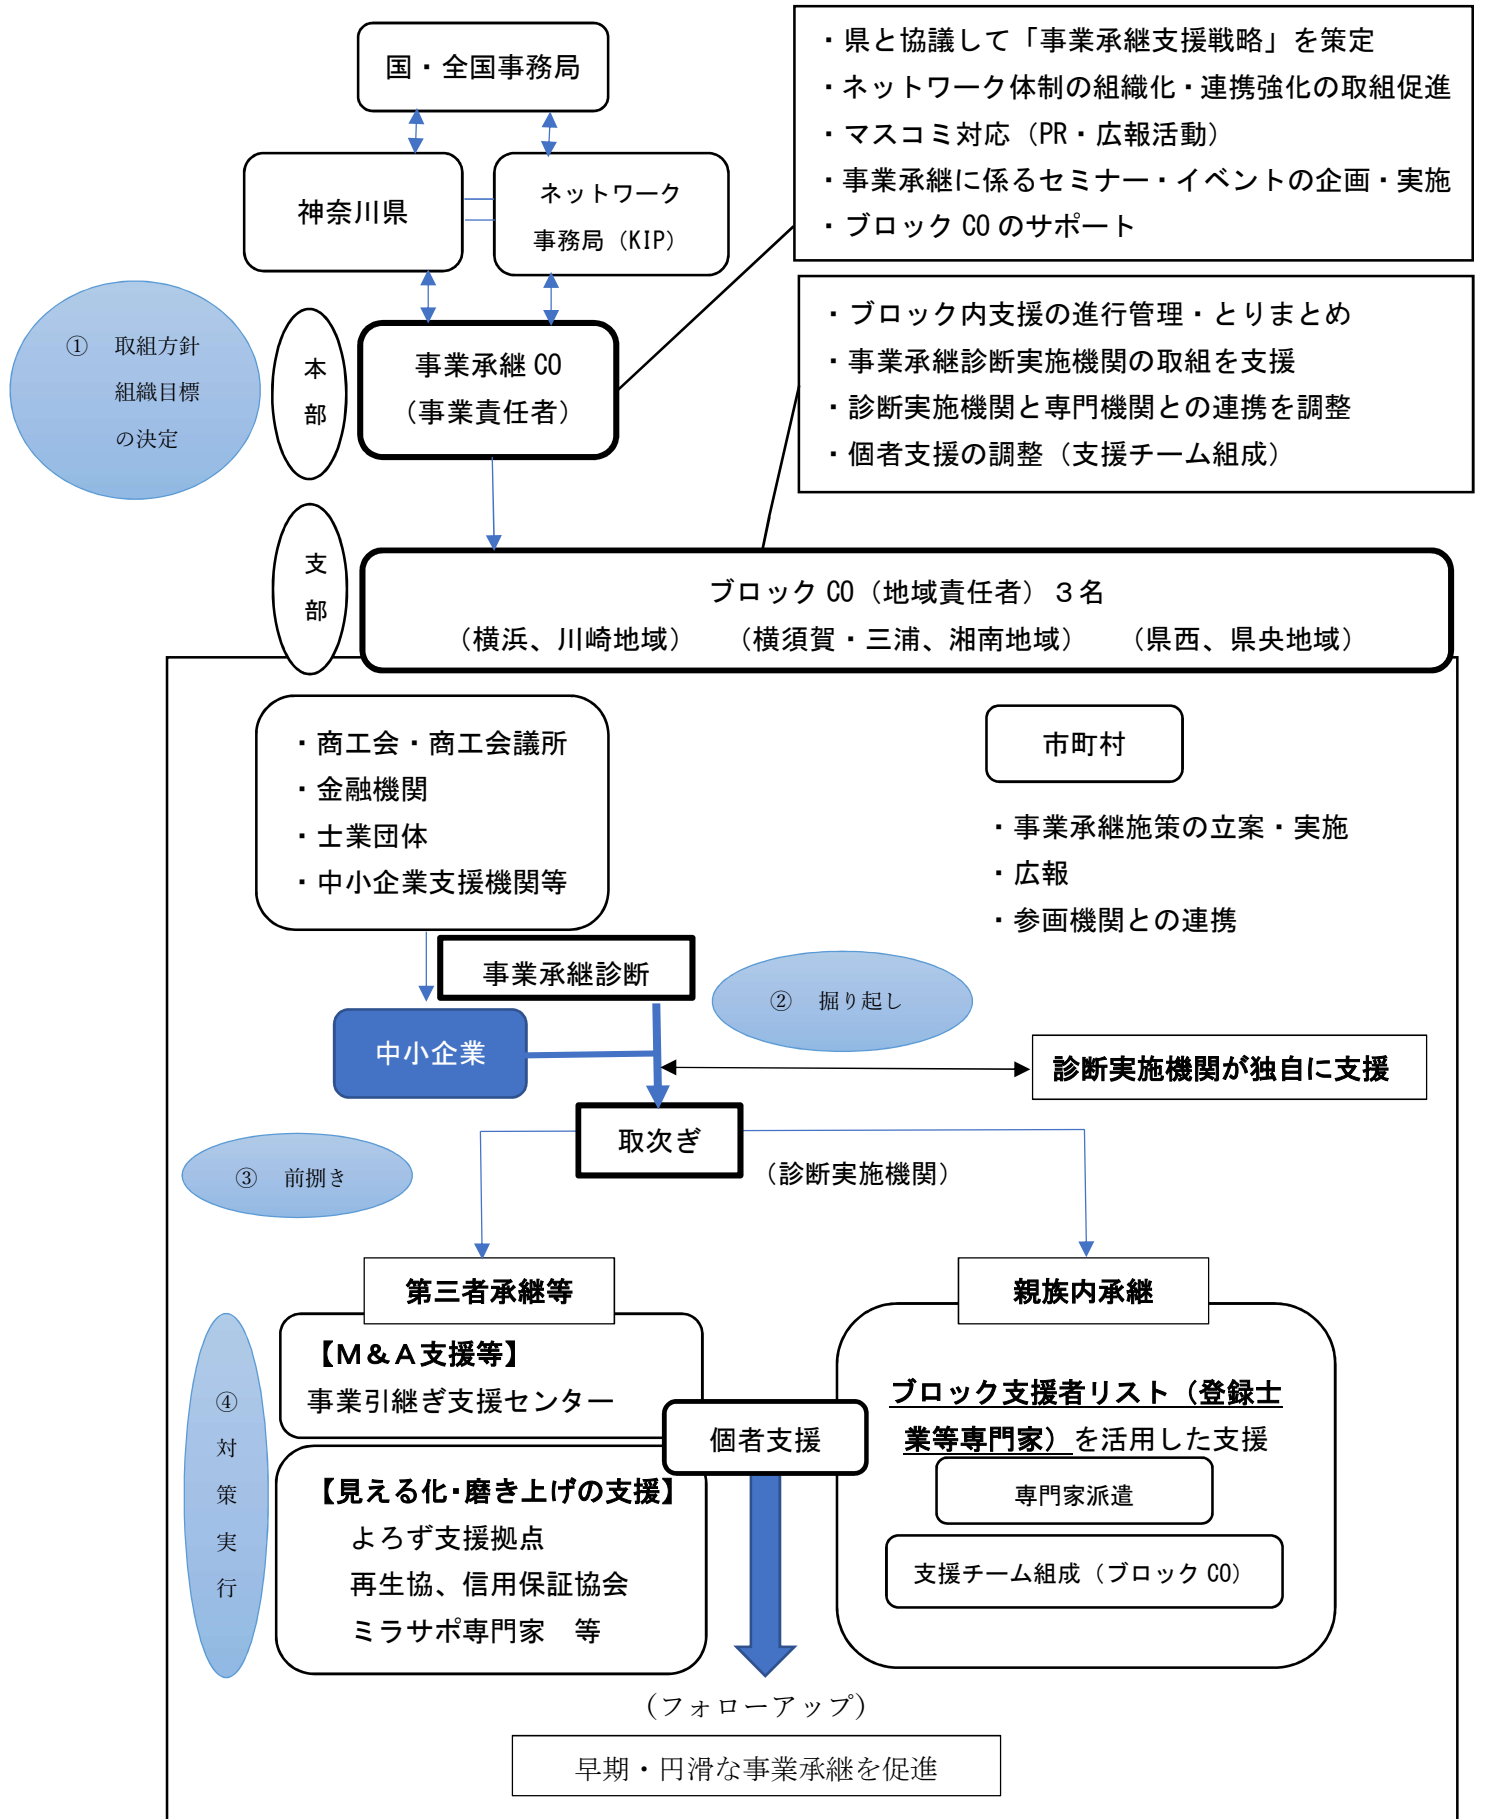 国・全国事務局
神奈川県
ネットワーク
事務局（KIP）
・県と協議して「事業承継支援戦略」を策定
・ネットワーク体制の組織化・連携強化の取組促進
・マスコミ対応（PR・広報活動）
・事業承継に係るセミナー・イベントの企画・実施
・ブロック CO のサポート
① 取組方針
組織目標
の決定
本
部
事業承継 CO
（事業責任者）
・ブロック内支援の進行管理・とりまとめ
・事業承継診断実施機関の取組を支援
・診断実施機関と専門機関との連携を調整
・個者支援の調整（支援チーム組成）
支
部
ブロック CO（地域責任者）３名
（横浜、川崎地域） （横須賀・三浦、湘南地域） （県西、県央地域）
・商工会・商工会議所
・金融機関
・士業団体
・中小企業支援機関等
市町村
・事業承継施策の立案・実施
・広報
・参画機関との連携
事業承継診断
② 掘り起し
中小企業
診断実施機関が独自に支援
取次ぎ
（診断実施機関）
③ 前捌き
第三者承継等
【Ｍ＆Ａ支援等】
事業引継ぎ支援センター
親族内承継
ブロック支援者リスト（登録士
業等専門家）を活用した支援
専門家派遣
支援チーム組成（ブロック CO）
④
対
策
実
行
個者支援
【見える化・磨き上げの支援】
よろず支援拠点
再生協、信用保証協会
ミラサポ専門家　等
（フォローアップ）
早期・円滑な事業承継を促進